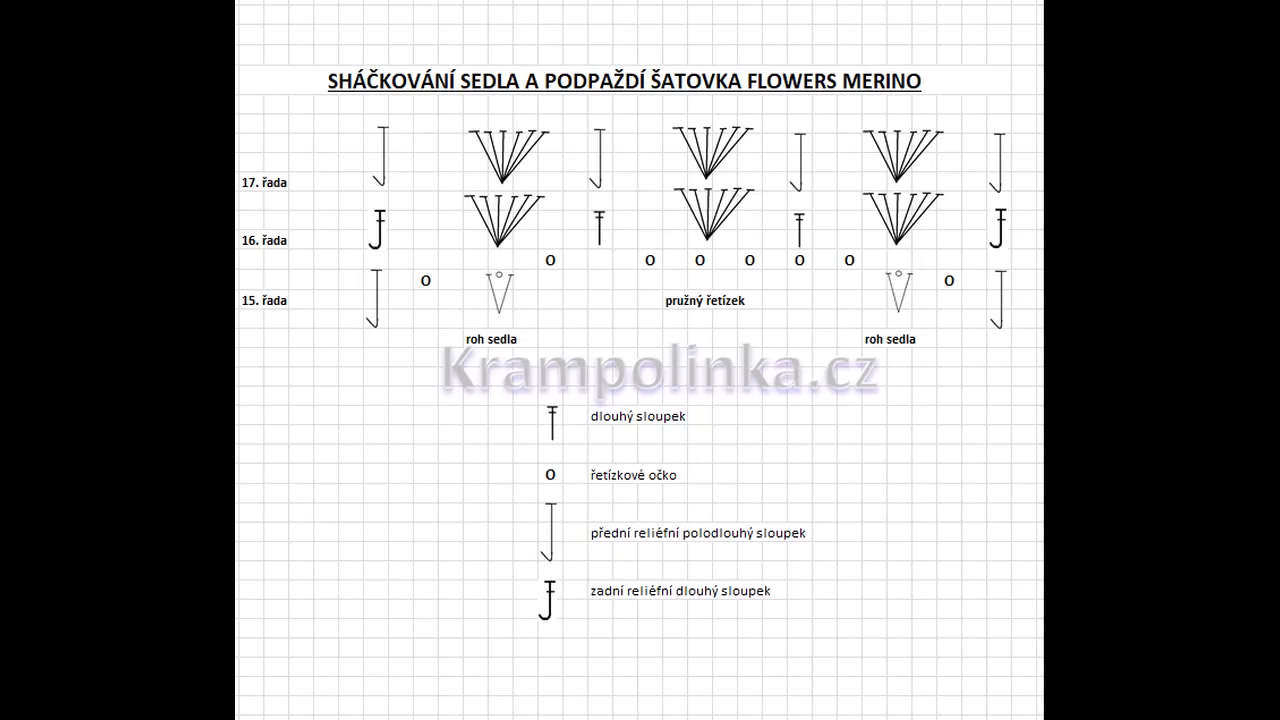 SHÁČKOVÁNÍ SEDLA A PODPAŽDÍ ŠATOVKA FLOWERS MERINO
17. řada
16. řada
15. řada
pružný řetízek
roh sedla
roh sedla
Krampolinka.cz
dlouhý sloupek
řetízkové očko
přední reliéfní polodlouhý sloupek
zadní reliéfní dlouhý sloupek